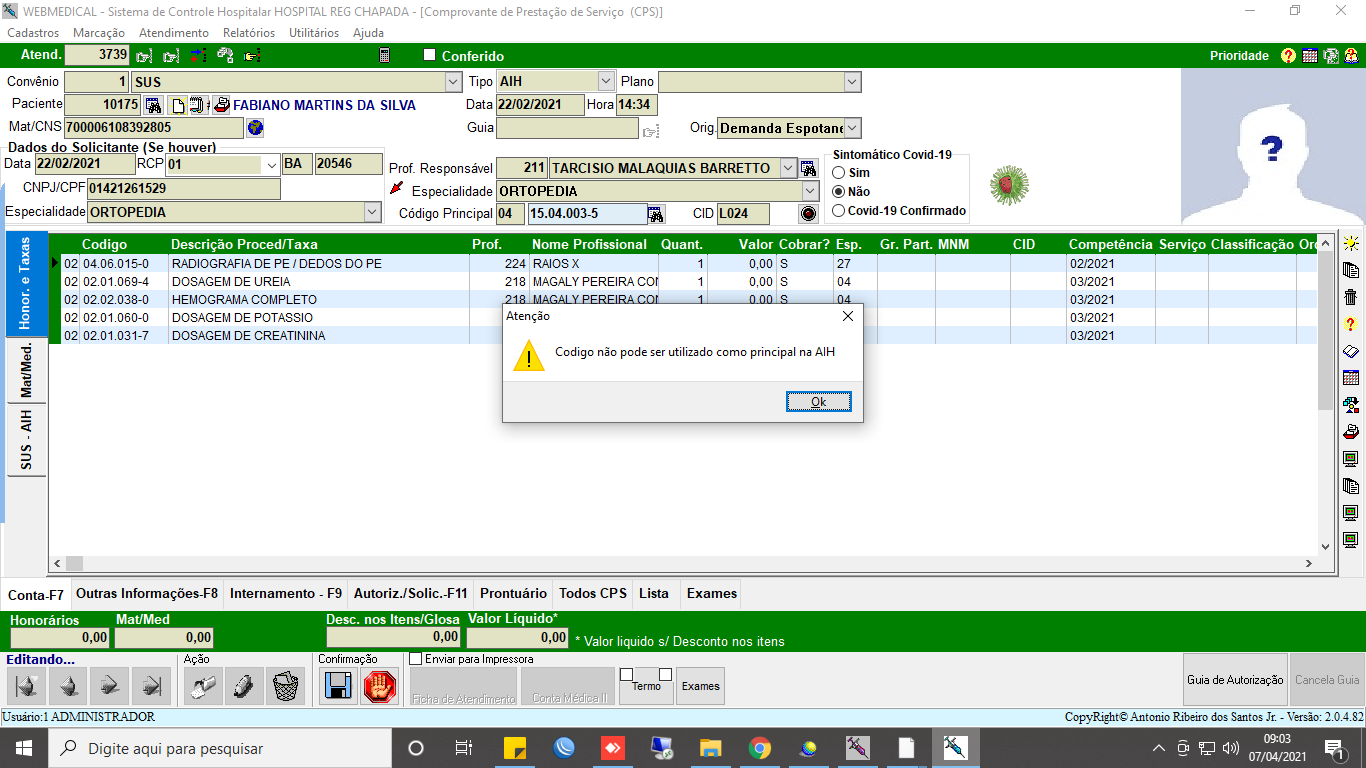 WEBMEDICAL - Sistema de Controle Hospitalar HOSPITAL REG CHAPADA - [Comprovante de Prestação de Serviço (CPS)]
Cadastros Marcação Atendimento Relatórios Utilitários Ajuda
Atend. 3739 Conferido Prioridade
Convênio 1 SUS Tipo AIH Plano
Paciente 10175 FABIANO MARTINS DA SILVA Data 22/02/2021 Hora 14:34
Mat/CNS 700006108392805 Guia Orig. Demanda Espotane
Dados do Solicitante (Se houver)
Data 22/02/2021 RCP 01 BA 20546
CNPJ/CPF 01421261529
Especialidade ORTOPEDIA
Prof. Responsável 211 TARCISIO MALAQUIAS BARRETTO
Especialidade ORTOPEDIA
Código Principal 04 15.04.003-5 CID L024
Sintomático Covid-19
Sim
Não
Covid-19 Confirmado
?
Honor. e Taxas
Mat/Med.
SUS - AIH
Codigo Descrição Proced/Taxa Prof. Nome Profissional Quant. Valor Cobrar? Esp. Gr. Part. MNM CID Competência Serviço Classificação Orc
02 04.06.015-0 RADIOGRAFIA DE PE / DEDOS DO PE 224 RAIOS X 1 0,00 S 27 02/2021
02 02.01.069-4 DOSAGEM DE UREIA 218 MAGALY PEREIRA COI 1 0,00 S 04 03/2021
02 02.02.038-0 HEMOGRAMA COMPLETO 218 MAGALY PEREIRA COI 1 0,00 S 04 03/2021
02 02.01.060-0 DOSAGEM DE POTASSIO 03/2021
02 02.01.031-7 DOSAGEM DE CREATININA 03/2021
Atenção
Codigo não pode ser utilizado como principal na AIH
Ok
Conta-F7 Outras Informações-F8 Internamento - F9 Autoriz./Solic.-F11 Prontuário Todos CPS Lista Exames
Honorários Mat/Med Desc. nos Itens/Glosa Valor Líquido*
0,00 0,00 0,00 0,00 * Valor liquido s/ Desconto nos itens
Editando... Ação Confirmação Enviar para Impressora
Ficha de Atendimento Conta Médica II Termo Exames Guia de Autorização Cancela Guia
Usuário:1 ADMINISTRADOR CopyRight© Antonio Ribeiro dos Santos Jr. - Versão: 2.0.4.82
Digite aqui para pesquisar
09:03
07/04/2021
1